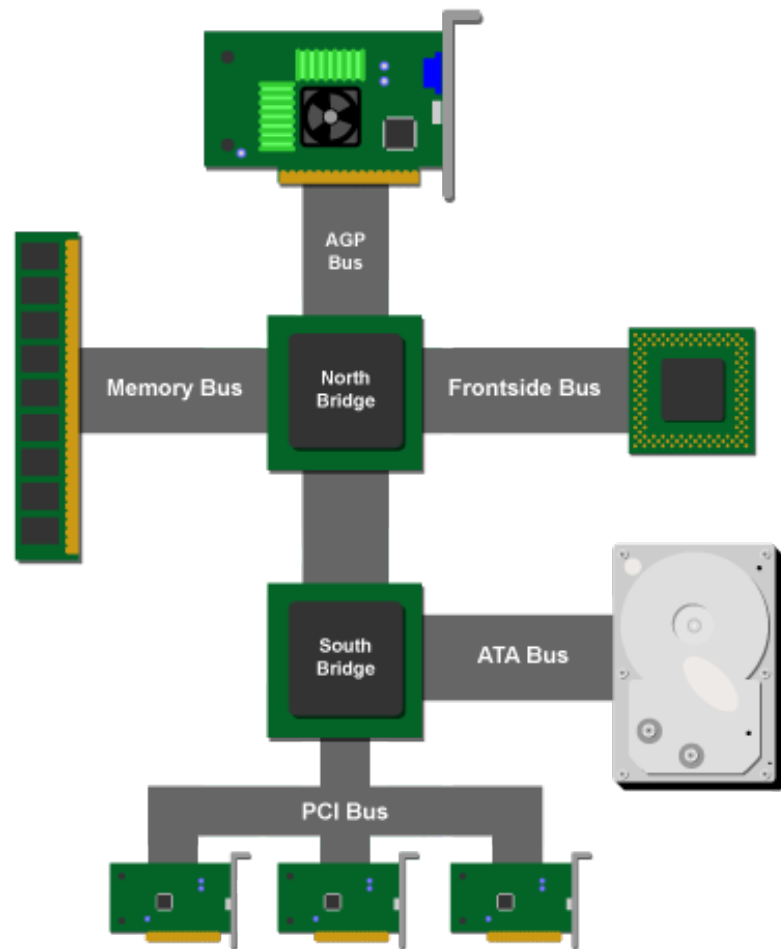 AGP
Bus
Memory Bus
North
Bridge
Frontside Bus
South
Bridge
ATA Bus
PCI Bus